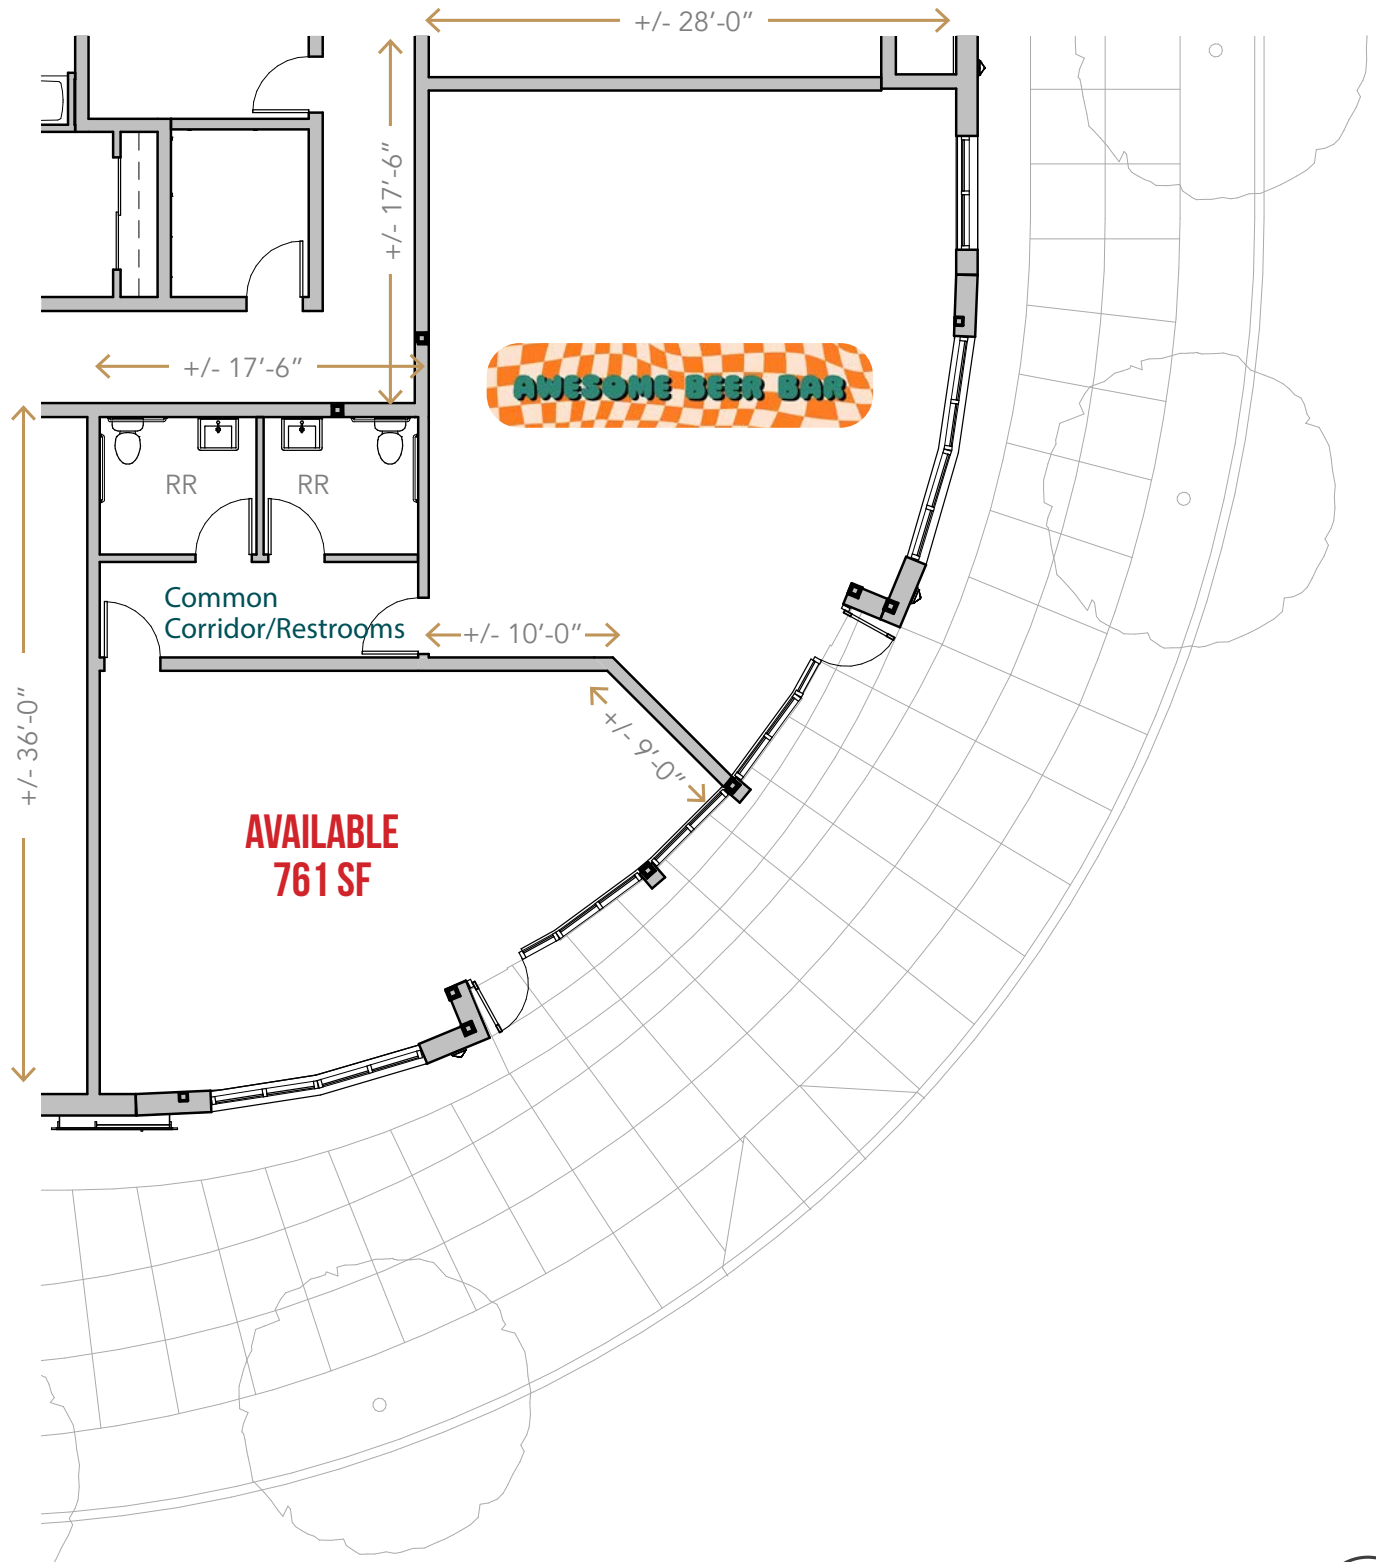 +/- 28’-0”
+/- 17’-6”
+/- 17’-6”
AWESOME BEER BAR
RR
RR
Common
Corridor/Restrooms
+/- 10’-0”
+/- 36’-0”
+/- 9’-0”
AVAILABLE
761 SF